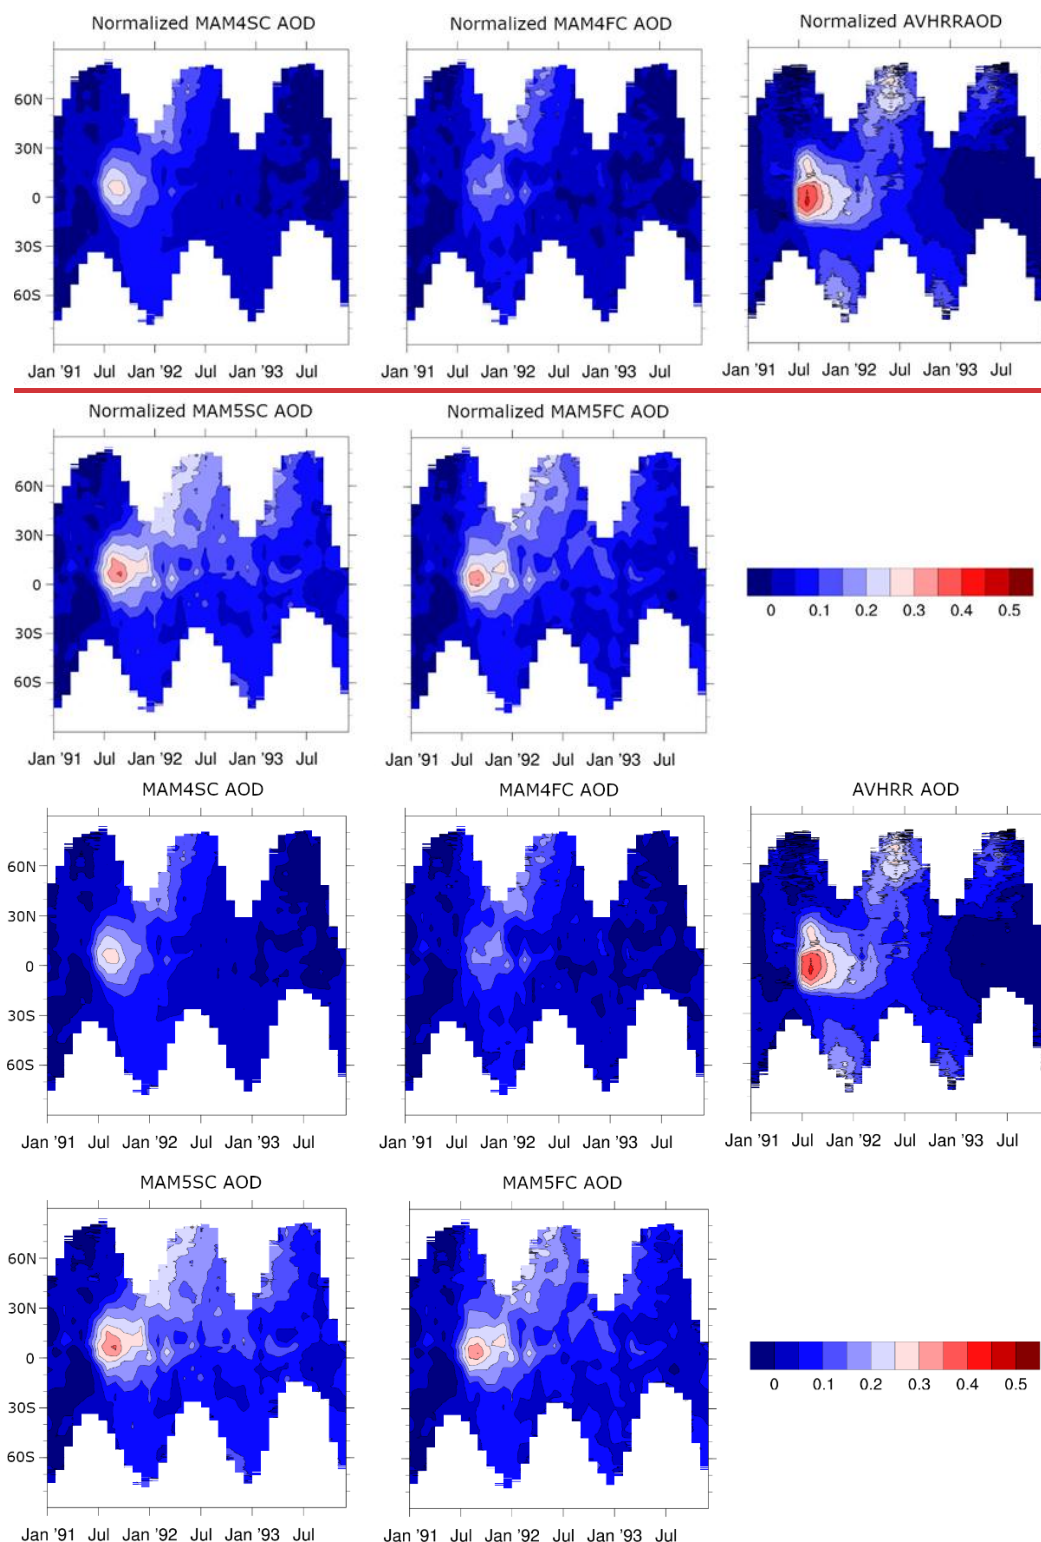 Normalized MAM4SC AOD
Normalized MAM4FC AOD
Normalized AVHRRAOD
60N
30N
0
30S
60S
Jan '91 Jul Jan '92 Jul Jan '93 Jul
Jan '91 Jul Jan '92 Jul Jan '93 Jul
Jan '91 Jul Jan '92 Jul Jan '93 Jul
Normalized MAM5SC AOD
Normalized MAM5FC AOD
60N
30N
0
30S
60S
0 0.1 0.2 0.3 0.4 0.5
Jan '91 Jul Jan '92 Jul Jan '93 Jul
Jan '91 Jul Jan '92 Jul Jan '93 Jul
MAM4SC AOD
MAM4FC AOD
AVHRR AOD
60N
30N
0
30S
60S
Jan '91 Jul Jan '92 Jul Jan '93 Jul
Jan '91 Jul Jan '92 Jul Jan '93 Jul
Jan '91 Jul Jan '92 Jul Jan '93 Jul
MAM5SC AOD
MAM5FC AOD
60N
30N
0
30S
60S
0 0.1 0.2 0.3 0.4 0.5
Jan '91 Jul Jan '92 Jul Jan '93 Jul
Jan '91 Jul Jan '92 Jul Jan '93 Jul